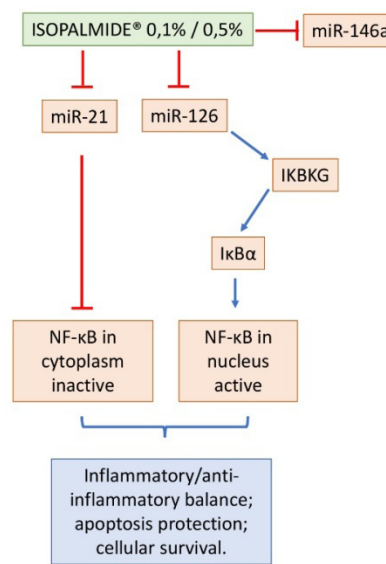 ISOPALMIDE® 0,1% / 0,5%
miR-146a
miR-21
miR-126
IKBKG
IκBα
NF-κB in
cytoplasm
inactive
NF-κB in
nucleus
active
Inflammatory/anti-
inflammatory balance;
apoptosis protection;
cellular survival.